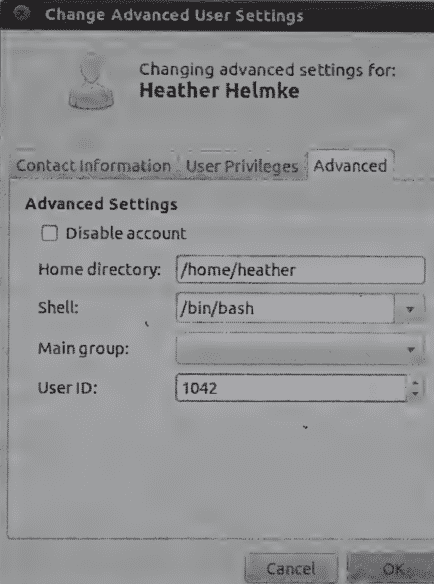 Change Advanced User Settings
Changing advanced settings for:
Heather Helmke
Contact Information User Privileges Advanced
Advanced Settings
Disable account
Home directory: /home/heather
Shell: /bin/bash
Main group:
User ID: 1042
Cancel OK